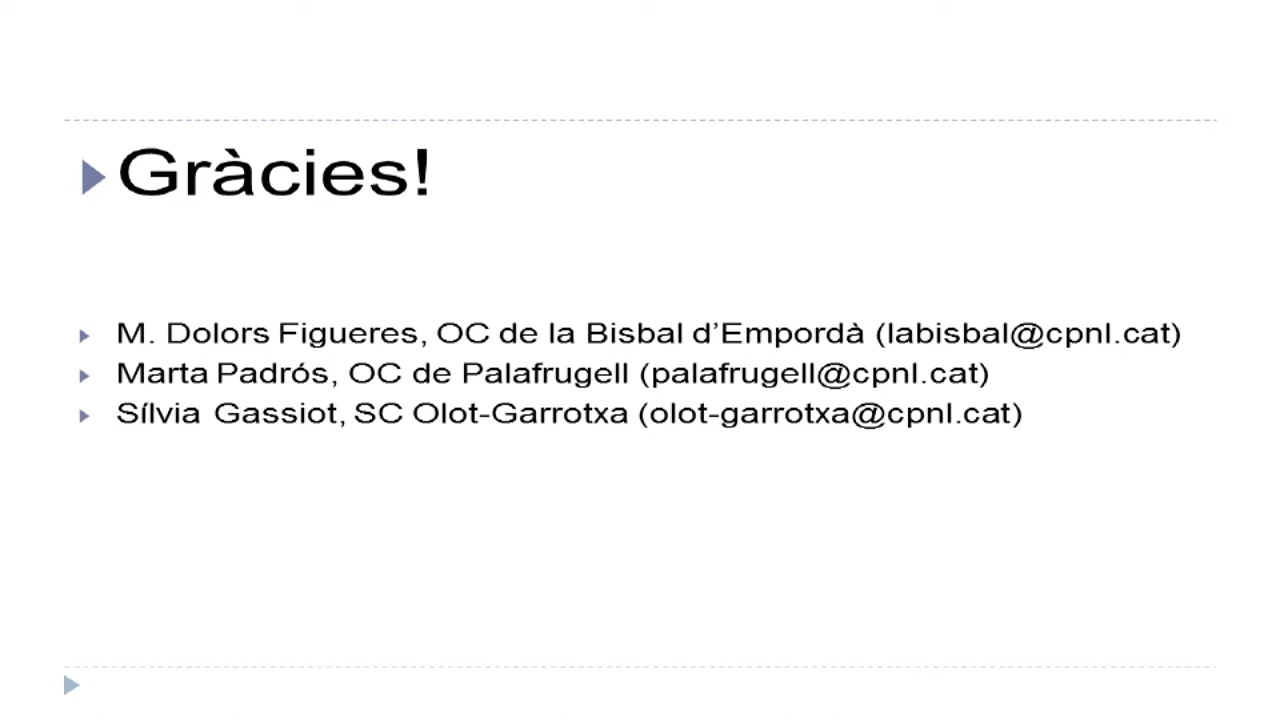 Gràcies!
M. Dolors Figueres, OC de la Bisbal d’Empordà (labisbal@cpnl.cat)
Marta Padrós, OC de Palafrugell (palafrugell@cpnl.cat)
Sílvia Gassiot, SC Olot-Garrotxa (olot-garrotxa@cpnl.cat)